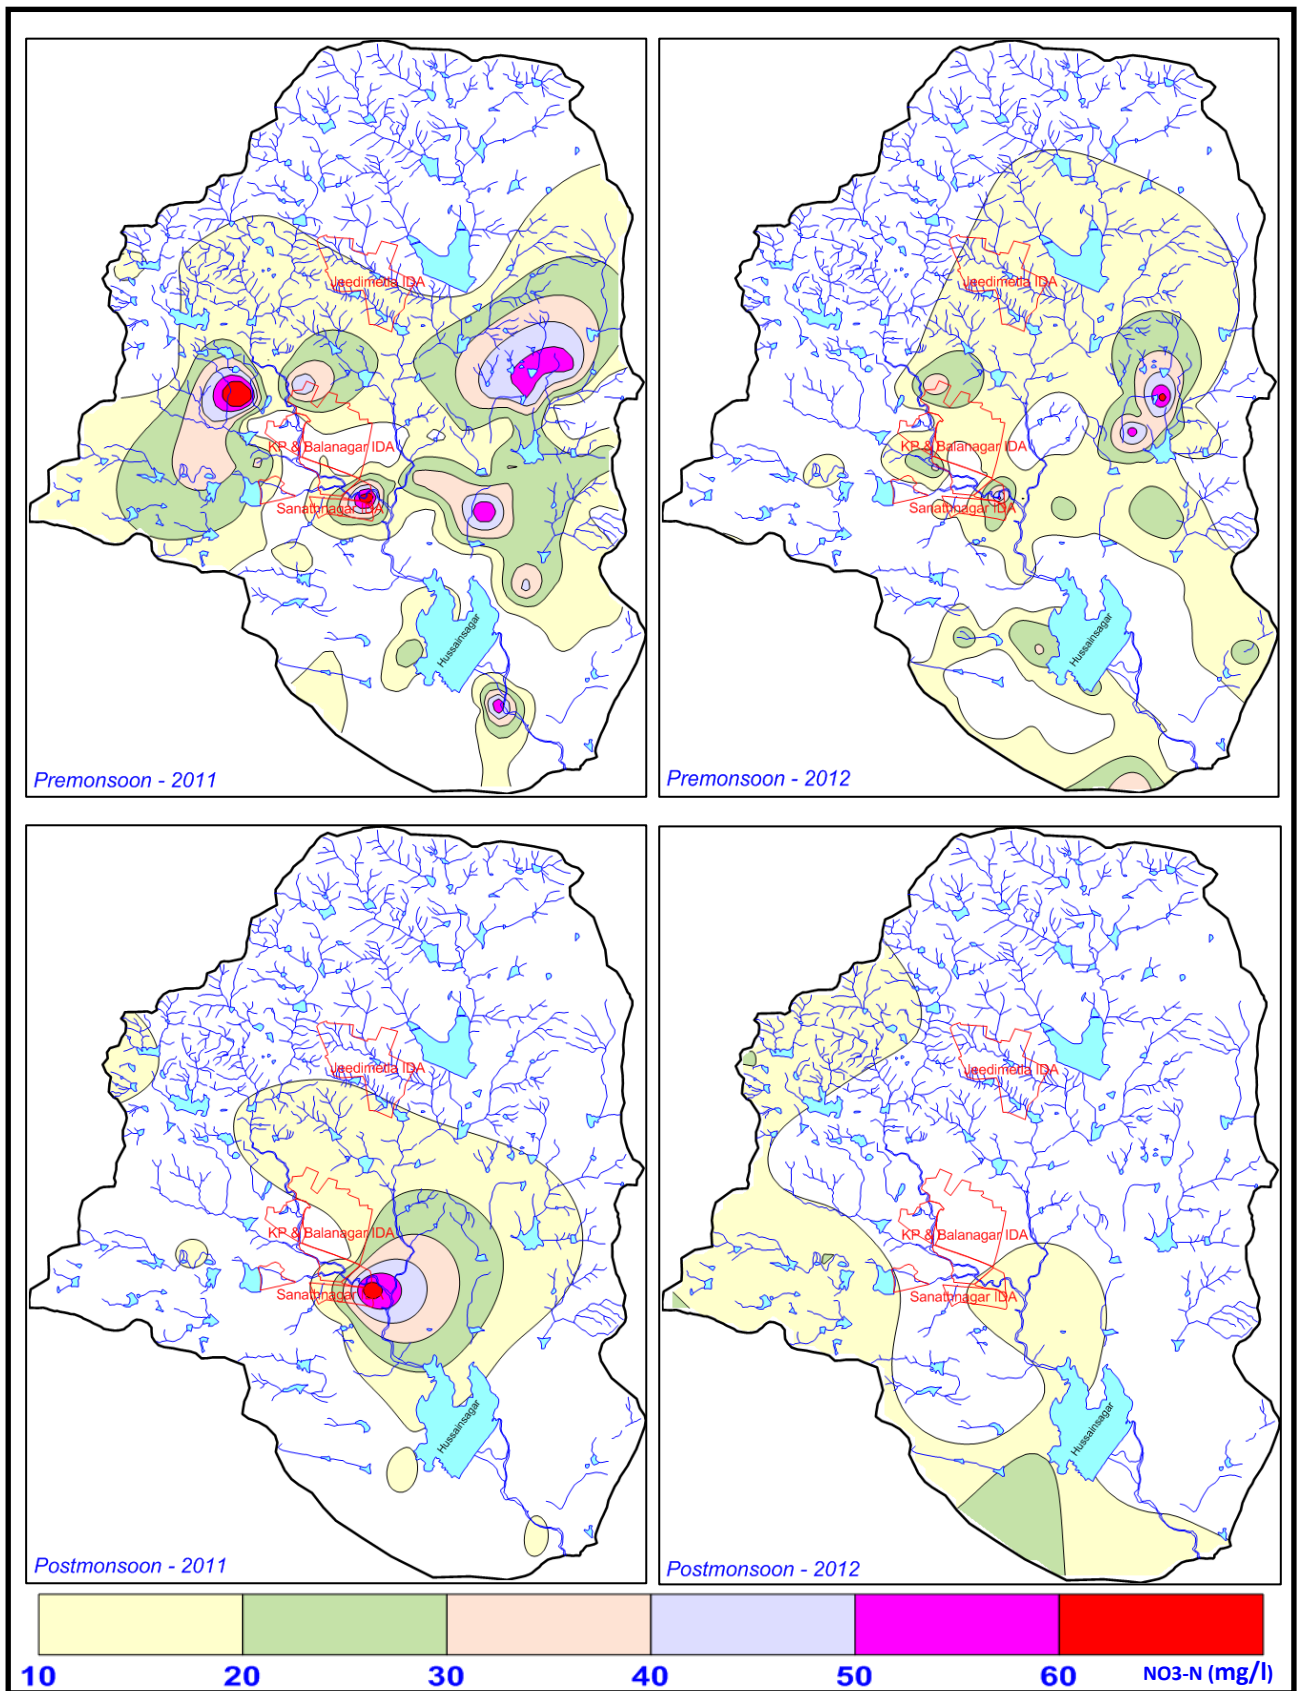 Jeedimetla IDA
KP & Balanagar IDA
Sanathnagar IDA
Hussainsagar
Premonsoon - 2011
Jeedimetla IDA
KP & Balanagar IDA
Sanathnagar IDA
Hussainsagar
Premonsoon - 2012
Jeedimetla IDA
KP & Balanagar IDA
Sanathnagar
Hussainsagar
Postmonsoon - 2011
Jeedimetla IDA
KP & Balanagar IDA
Sanathnagar IDA
Hussainsagar
Postmonsoon - 2012
10 20 30 40 50 60 NO3-N (mg/l)